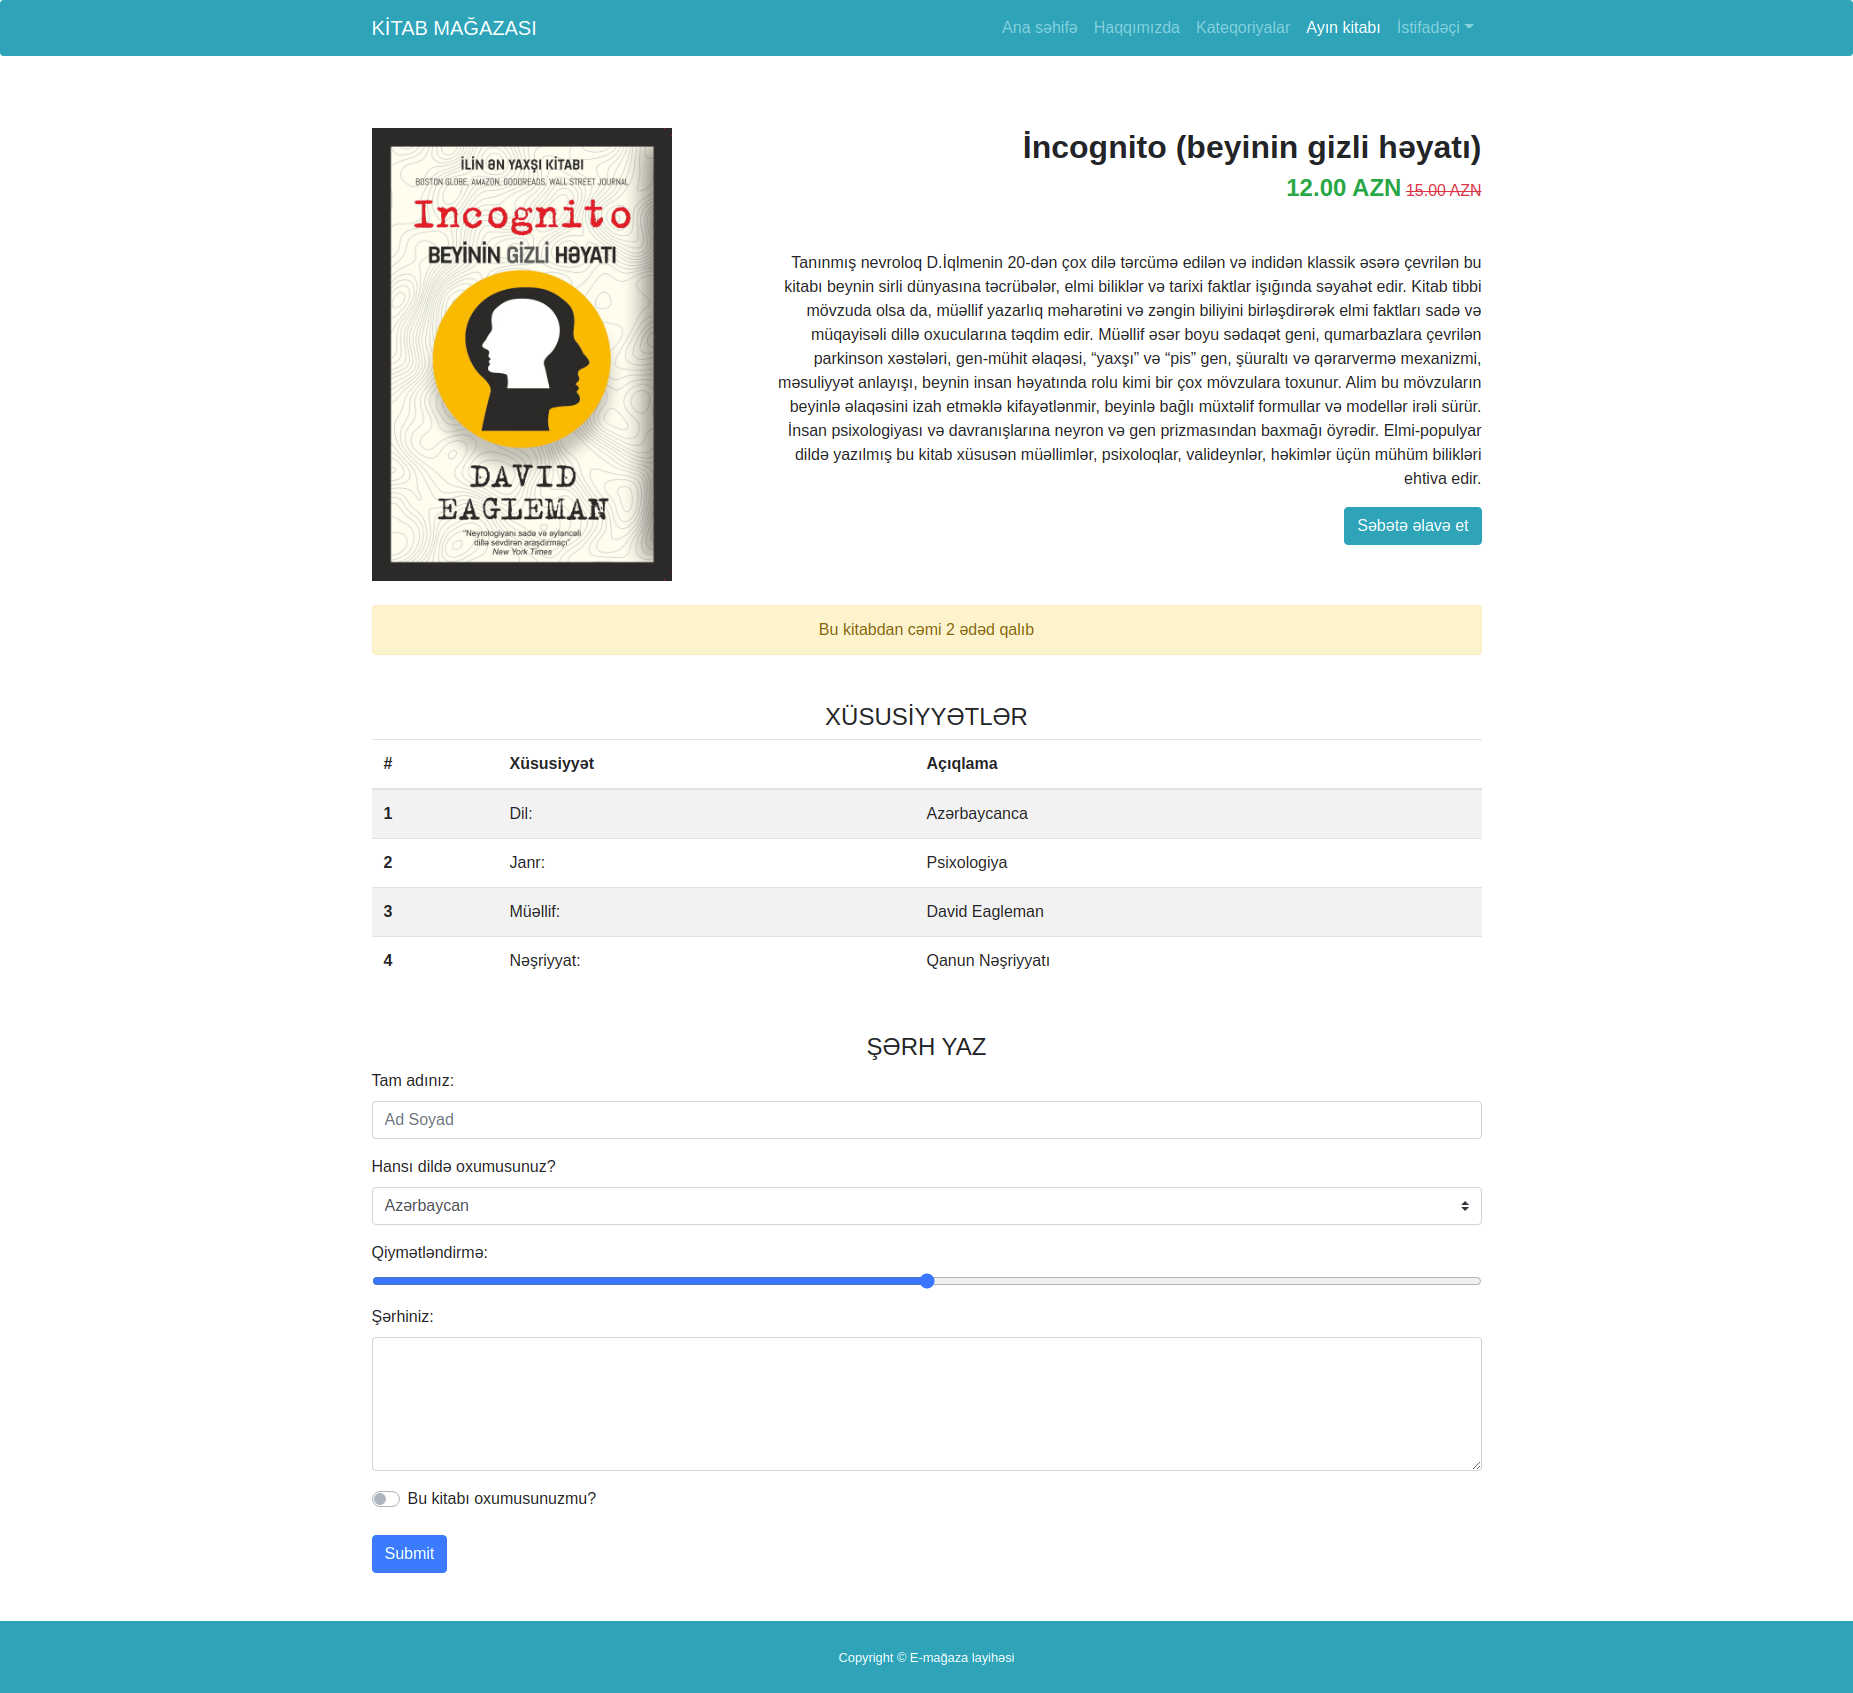 KİTAB MAĞAZASI
Ana səhifə Haqqımızda Kateqoriyalar Ayın kitabı İstifadəçi
İLİN ƏN YAXŞI KİTABI
BOSTON GLOBE, AMAZON, GOODREADS, WALL STREET JOURNAL
Incognito
BEYİNİN GİZLİ HƏYATI
DAVID
EAGLEMAN
"Neyrologiyanı sadə və əyləncəli
dillə sevdirən araşdırmaçı"
New York Times
İncognito (beyinin gizli həyatı)
12.00 AZN 15.00 AZN
Tanınmış nevroloq D.İqlmenin 20-dən çox dilə tərcümə edilən və indidən klassik əsərə çevrilən bu
kitabı beynin sirli dünyasına təcrübələr, elmi biliklər və tarixi faktlar işığında səyahət edir. Kitab tibbi
mövzuda olsa da, müəllif yazarlıq məharətini və zəngin biliyini birləşdirərək elmi faktları sadə və
müqayisəli dillə oxucularına təqdim edir. Müəllif əsər boyu sədaqət geni, qumarbazlara çevrilən
parkinson xəstələri, gen-mühit əlaqəsi, “yaxşı” və “pis” gen, şüuraltı və qərarvermə mexanizmi,
məsuliyyət anlayışı, beynin insan həyatında rolu kimi bir çox mövzulara toxunur. Alim bu mövzuların
beyinlə əlaqəsini izah etməklə kifayətlənmir, beyinlə bağlı müxtəlif formullar və modellər irəli sürür.
İnsan psixologiyası və davranışlarına neyron və gen prizmasından baxmağı öyrədir. Elmi-populyar
dildə yazılmış bu kitab xüsusən müəllimlər, psixoloqlar, valideynlər, həkimlər üçün mühüm bilikləri
ehtiva edir.
Səbətə əlavə et
Bu kitabdan cəmi 2 ədəd qalıb
XÜSUSİYYƏTLƏR
# Xüsusiyyət Açıqlama
1 Dil: Azərbaycanca
2 Janr: Psixologiya
3 Müəllif: David Eagleman
4 Nəşriyyat: Qanun Nəşriyyatı
ŞƏRH YAZ
Tam adınız:
Ad Soyad
Hansı dildə oxumusunuz?
Azərbaycan
Qiymətləndirmə:
Şərhiniz:
Bu kitabı oxumusunuzmu?
Submit
Copyright © E-mağaza layihəsi